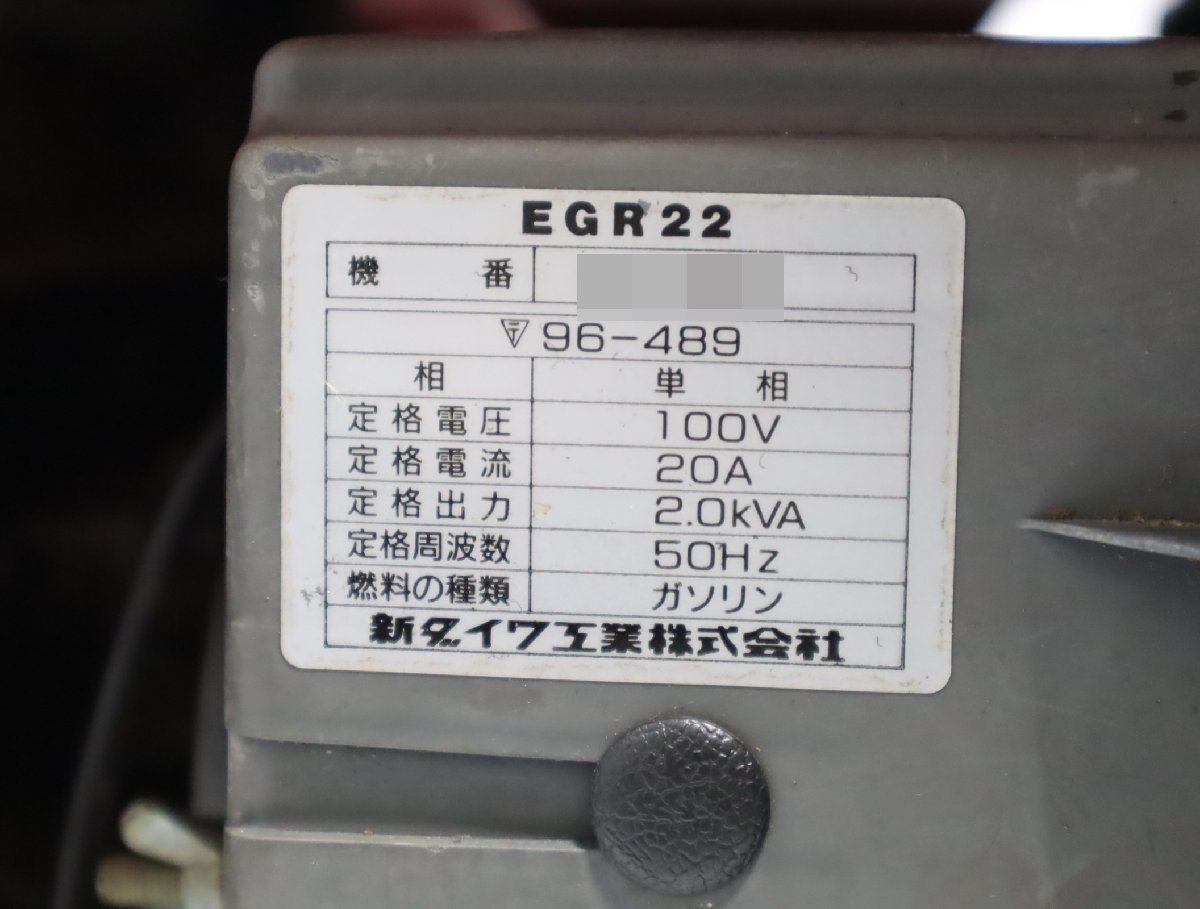 EGR22
機番
〒96-489
相 単相
定格電圧 100V
定格電流 20A
定格出力 2.0kVA
定格周波数 50Hz
燃料の種類 ガソリン
新ダイワ工業株式会社